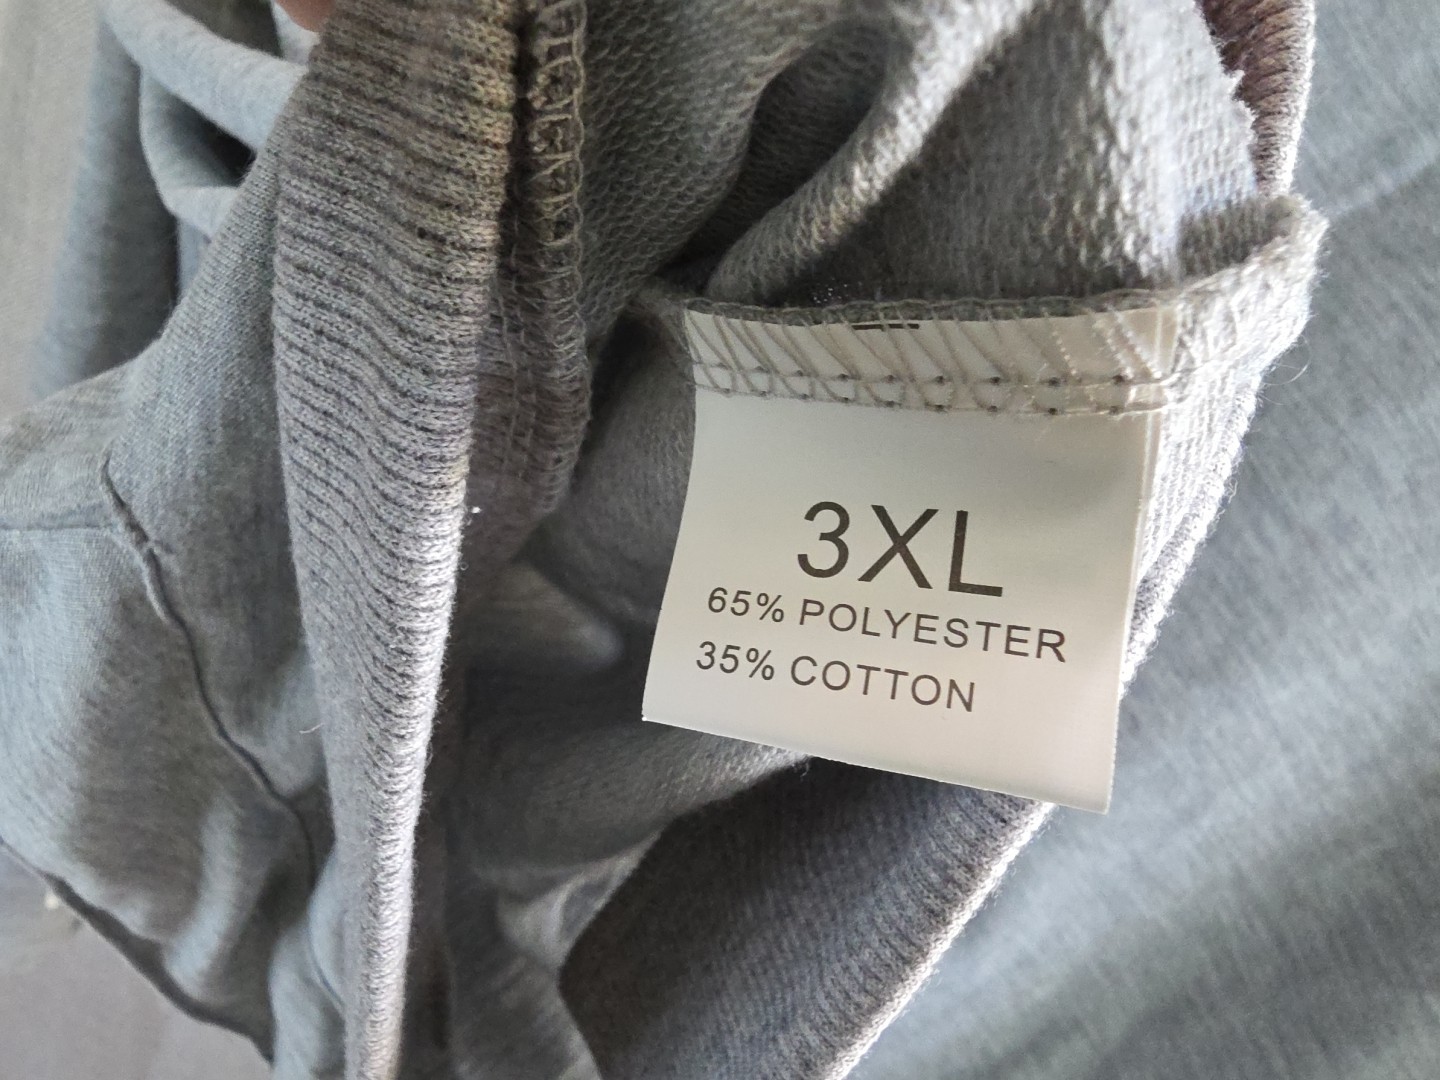 3XL
65% POLYESTER
35% COTTON